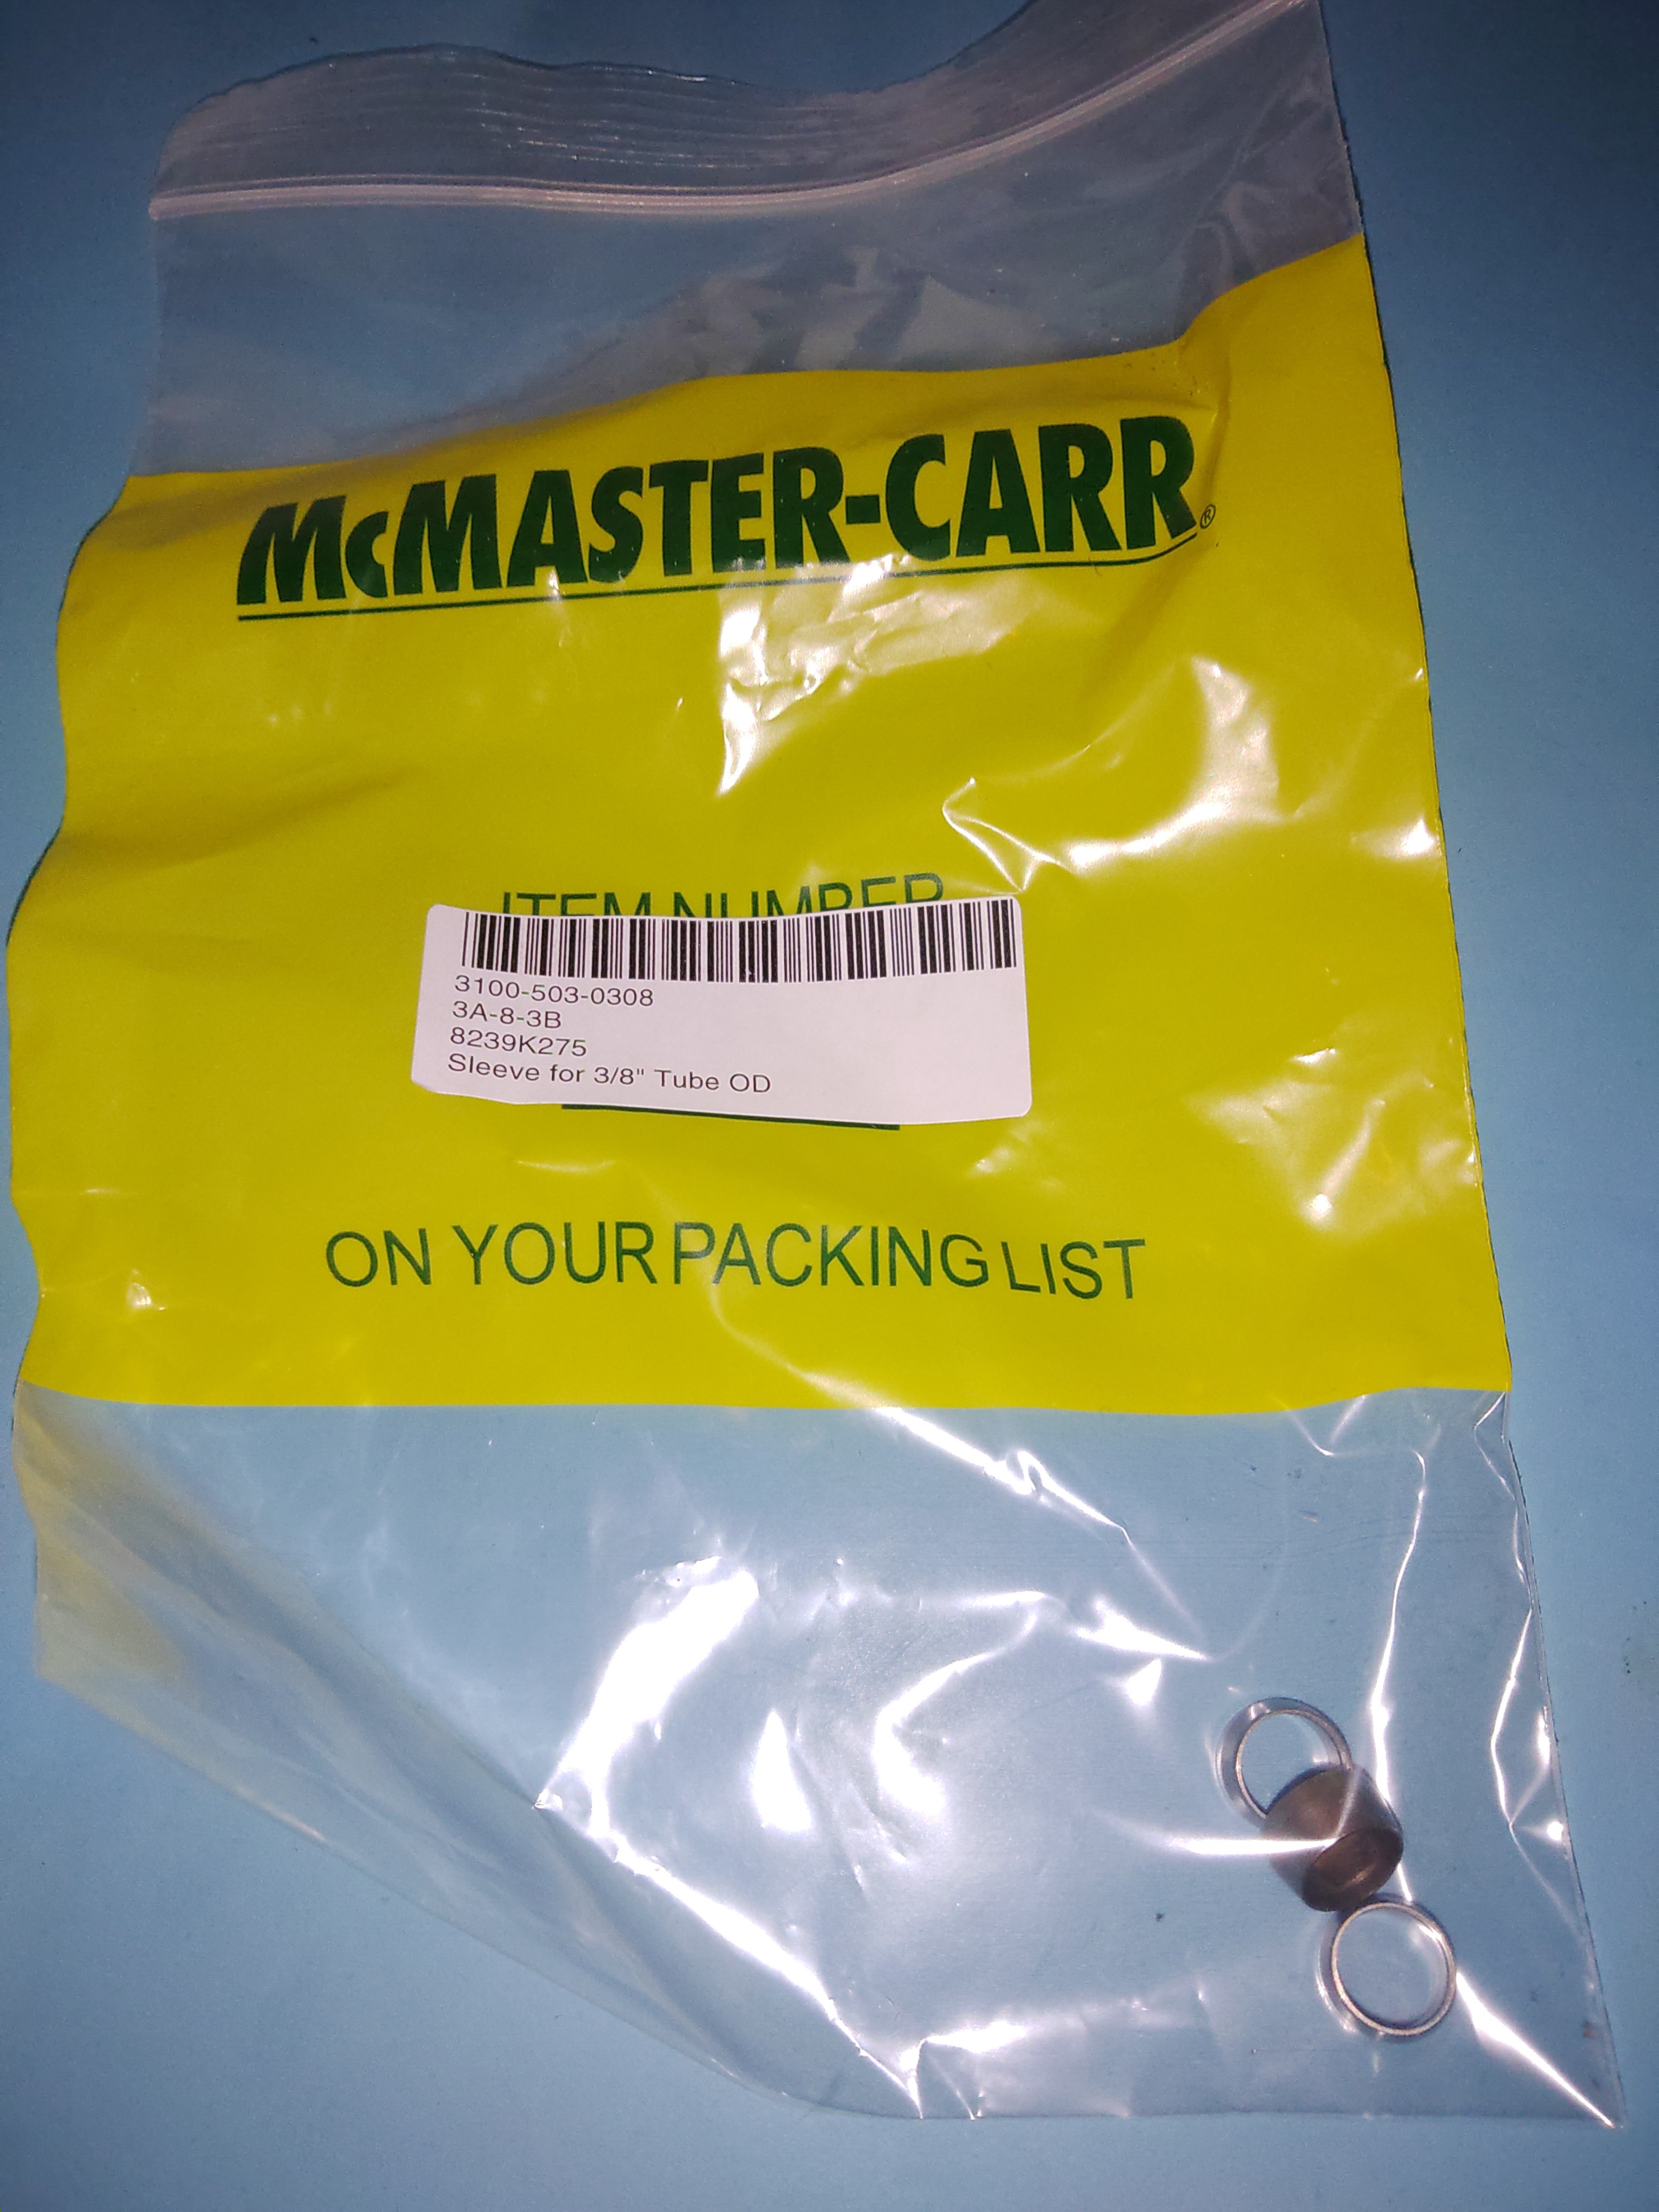 McMASTER-CARR®
ITEM NUMBER
3100-503-0308
3A-8-3B
8239K275
Sleeve for 3/8" Tube OD
ON YOUR PACKING LIST